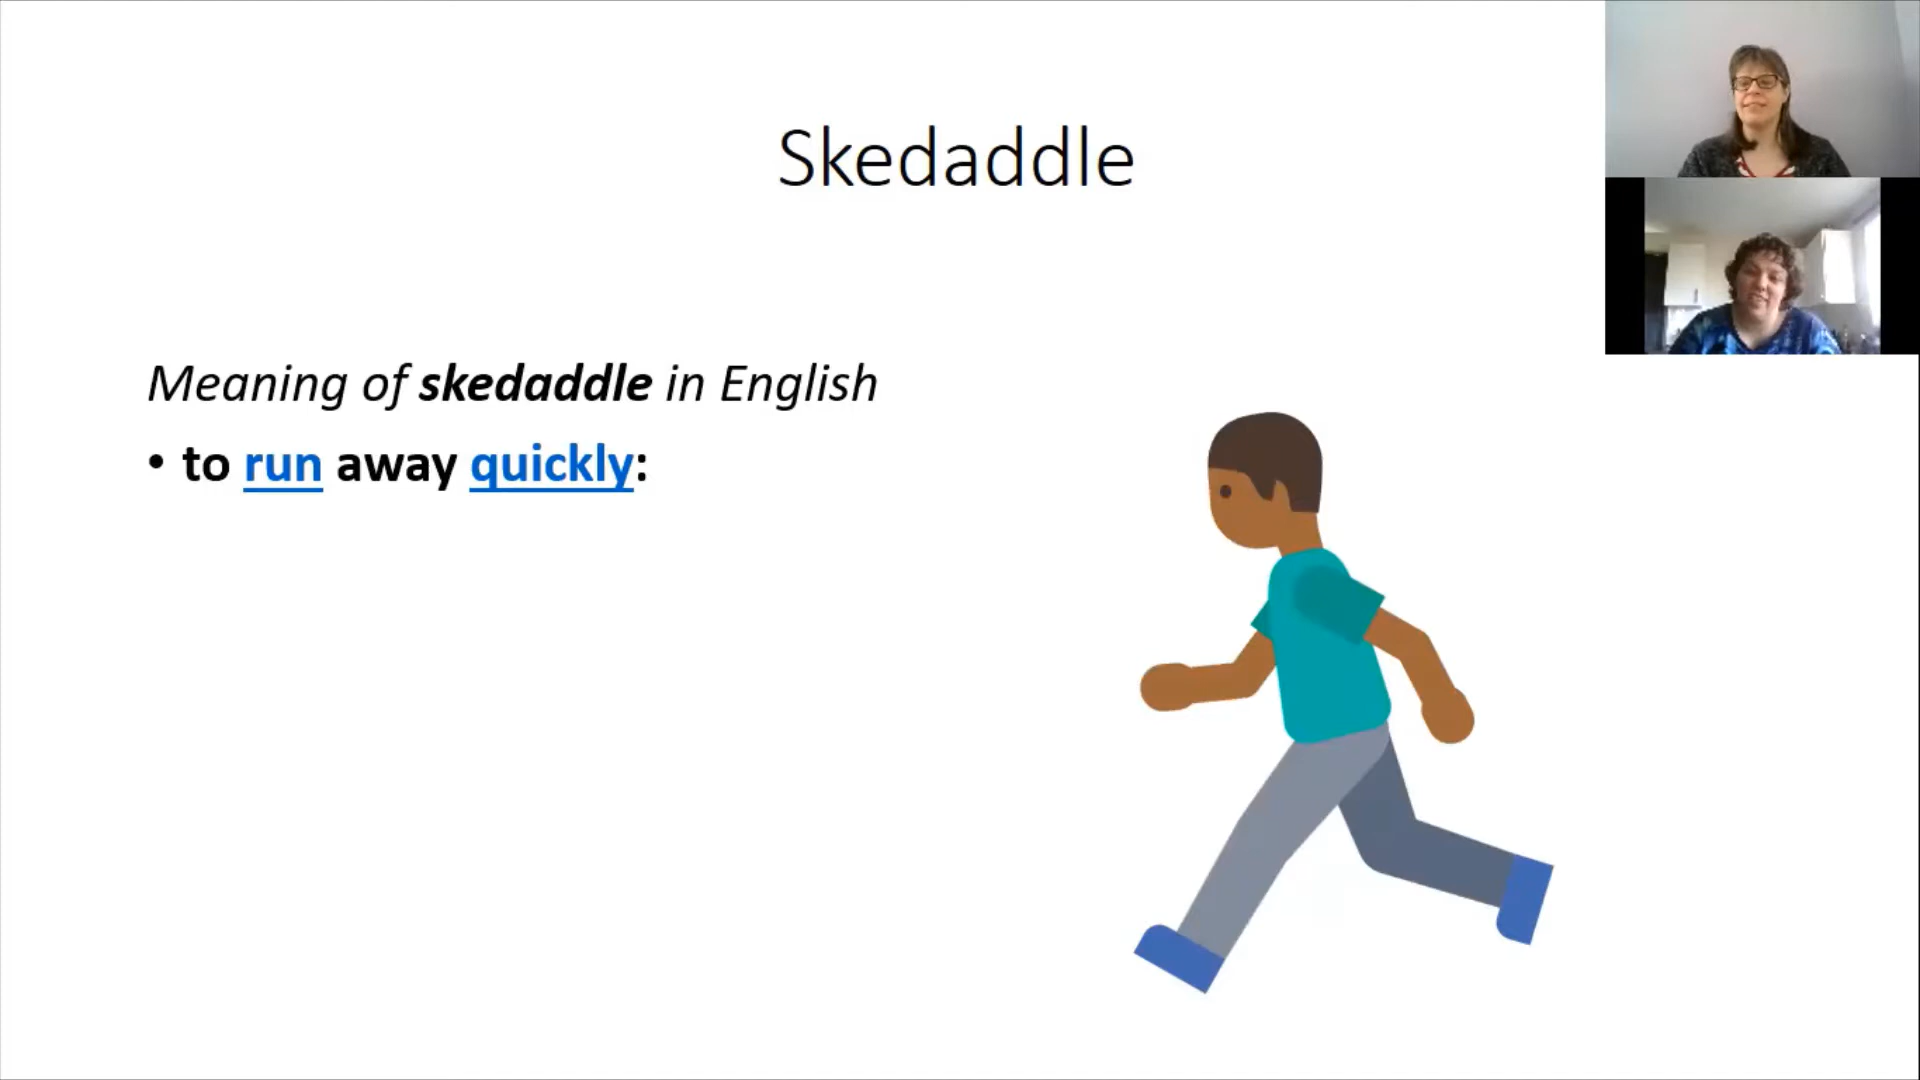 Skedaddle
Meaning of skedaddle in English
• to run away quickly: